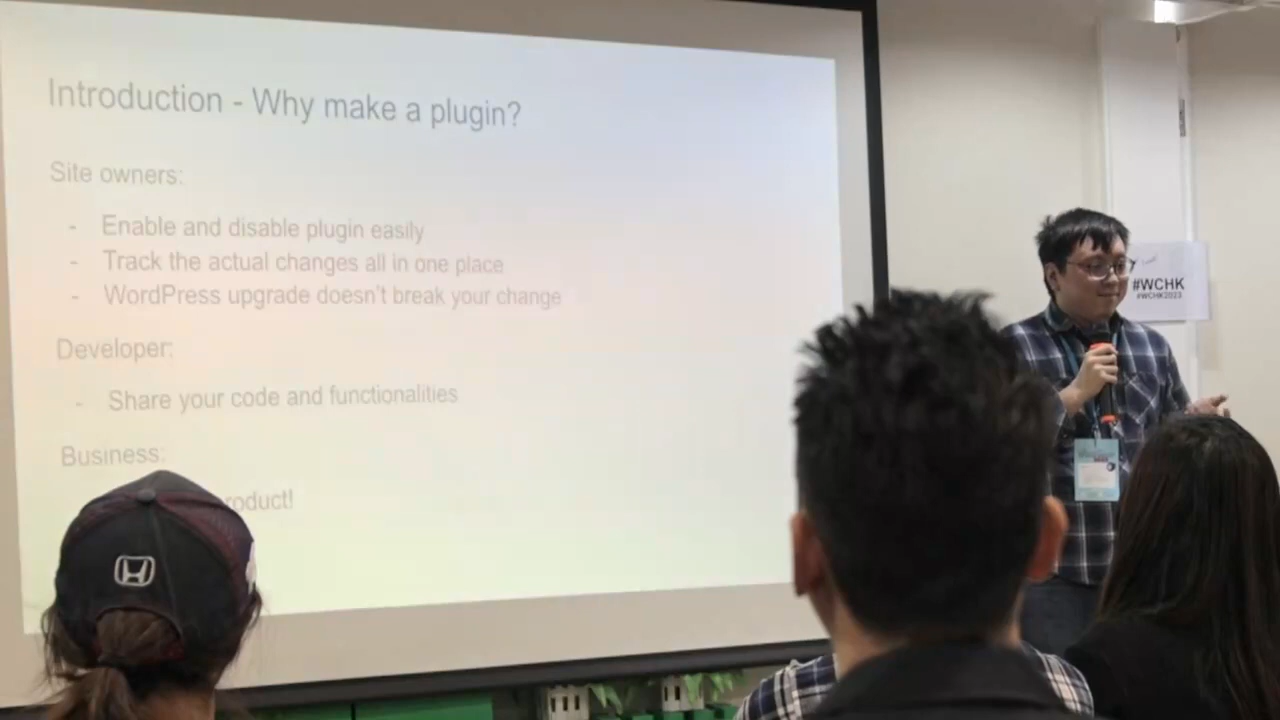 Introduction - Why make a plugin?
Site owners:
- Enable and disable plugin easily
- Track the actual changes all in one place
- WordPress upgrade doesn't break your change
Developer:
- Share your code and functionalities
Business:
roduct!
#WCHK
#WCHK2023